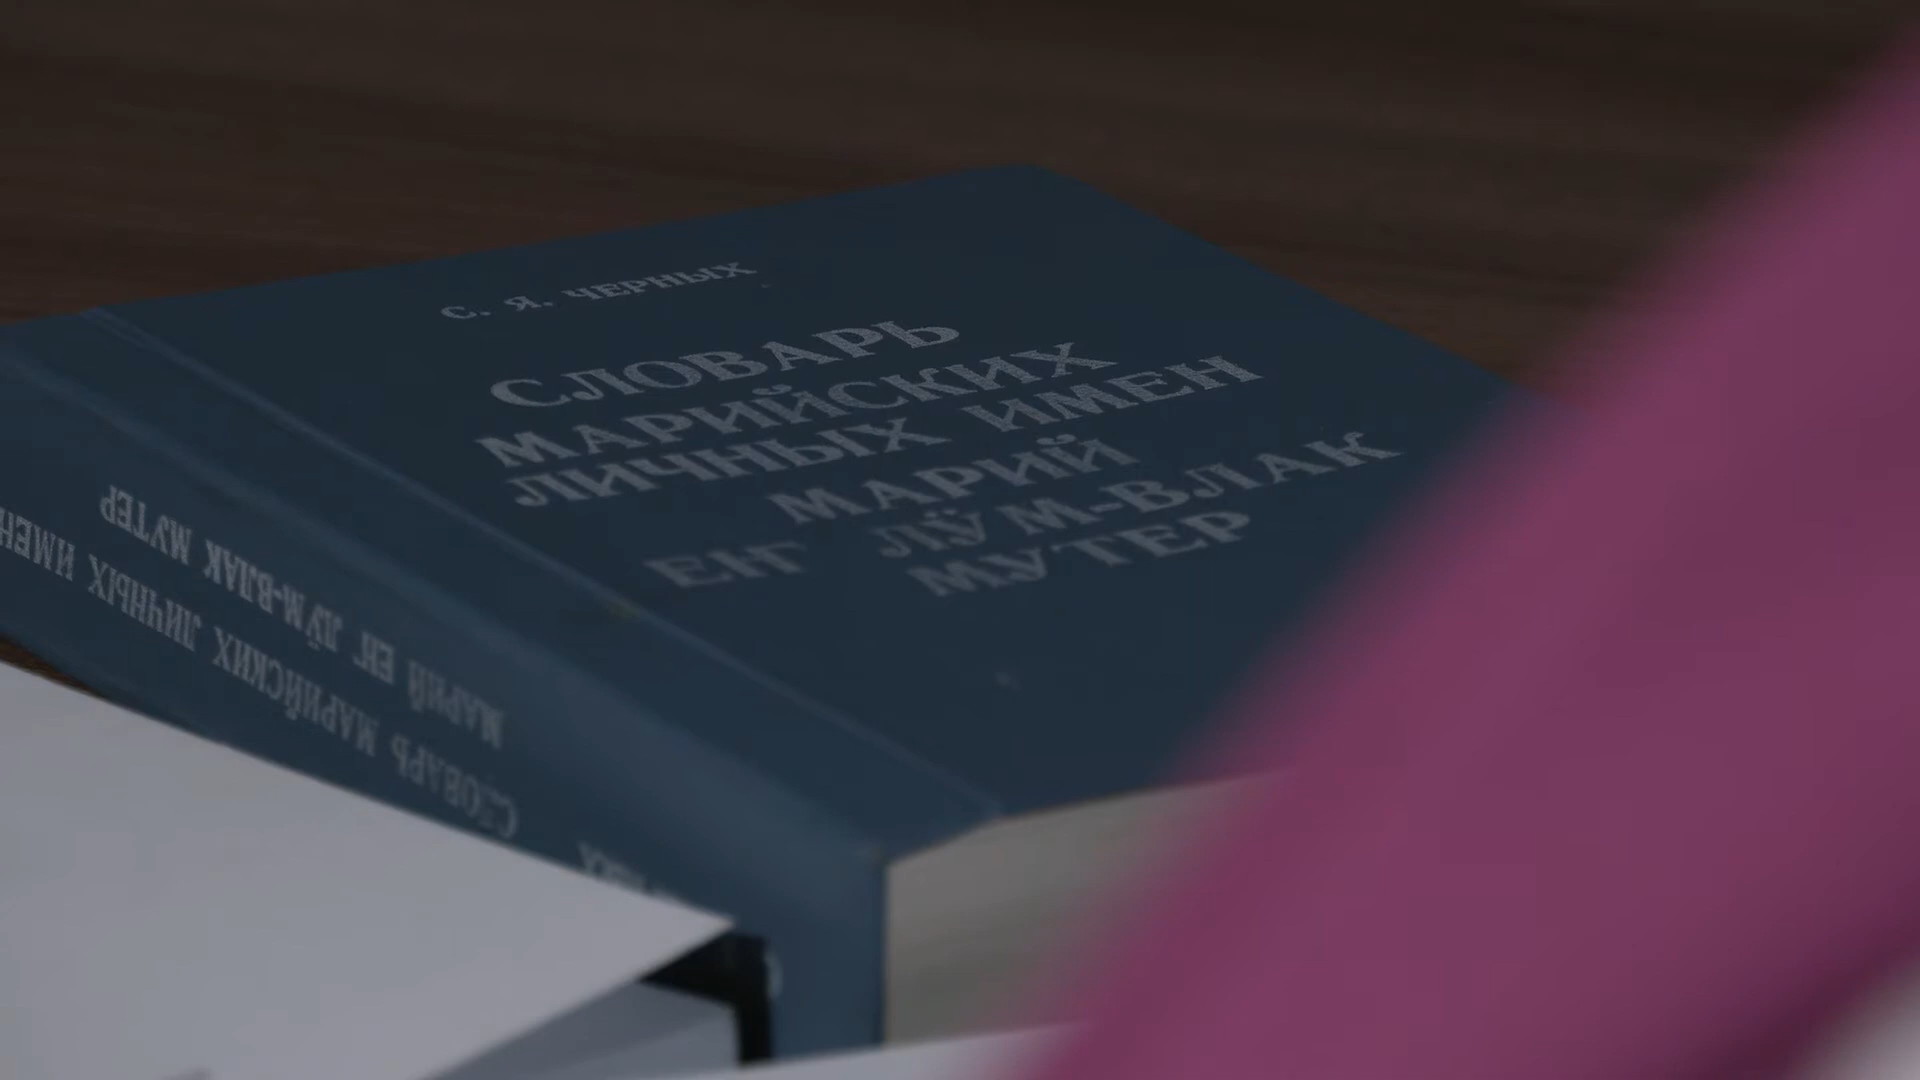 С. Я. ЧЕРНЫХ
СЛОВАРЬ
МАРИЙСКИХ
ЛИЧНЫХ ИМЕН
МАРИЙ
ЕҤ ЛӰМ-ВЛАК
МУТЕР
СЛОВАРЬ МАРИЙСКИХ ЛИЧНЫХ ИМЕН
МАРИЙ ЕҤ ЛӰМ-ВЛАК МУТЕР